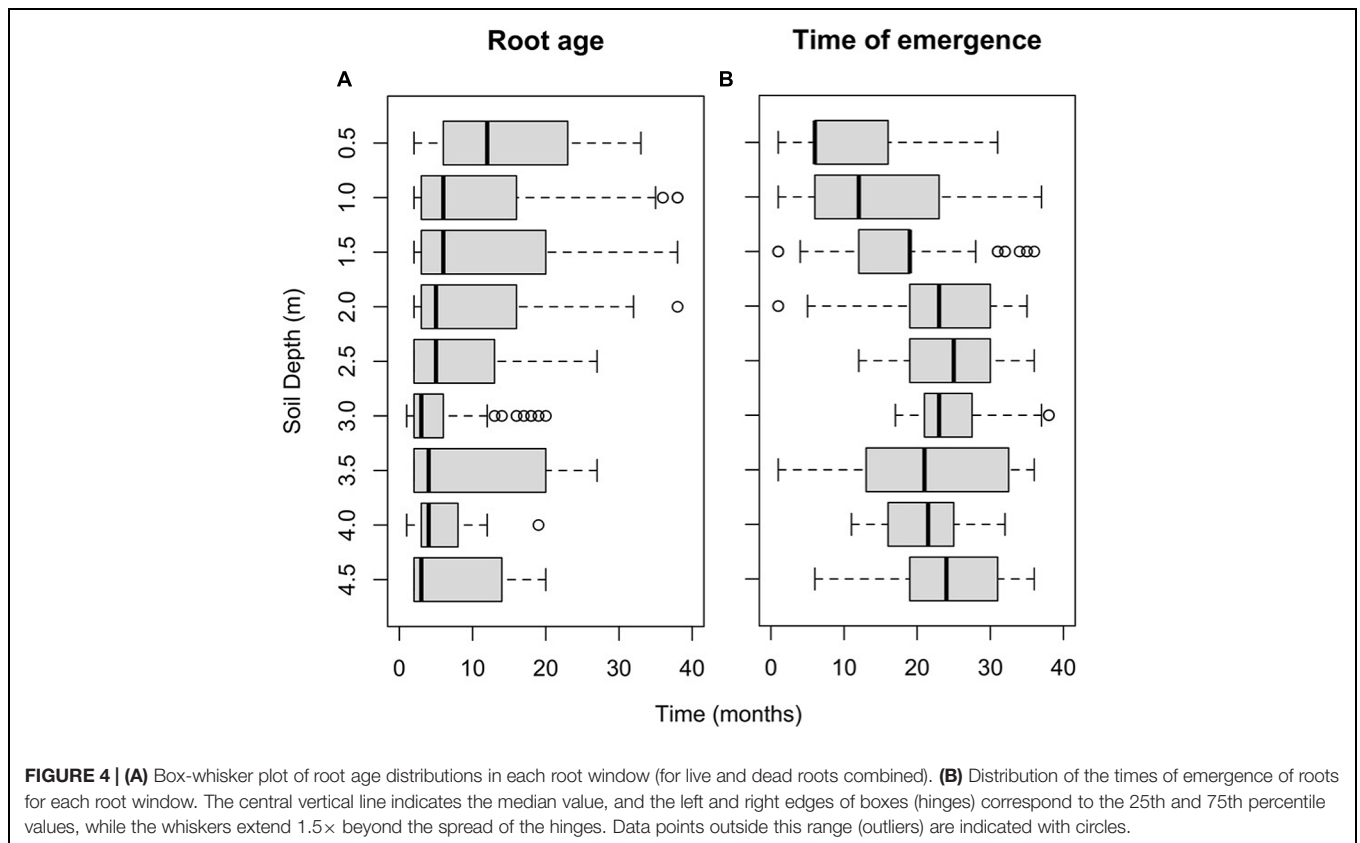 Root age
Time of emergence
A
B
Soil Depth (m)
0.5
1.0
1.5
2.0
2.5
3.0
3.5
4.0
4.5
0 10 20 30 40
0 10 20 30 40
Time (months)
FIGURE 4 | (A) Box-whisker plot of root age distributions in each root window (for live and dead roots combined). (B) Distribution of the times of emergence of roots
for each root window. The central vertical line indicates the median value, and the left and right edges of boxes (hinges) correspond to the 25th and 75th percentile
values, while the whiskers extend 1.5× beyond the spread of the hinges. Data points outside this range (outliers) are indicated with circles.